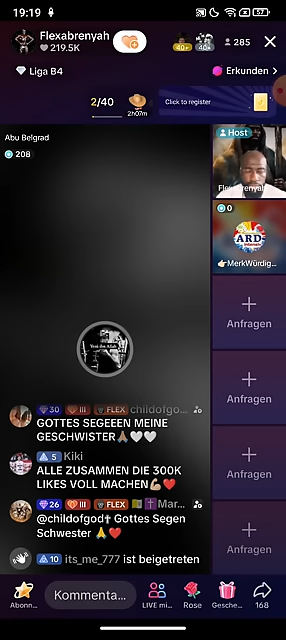 19:19
57
Flexabrenyah
219.5K
40+
40+
285
Liga B4
Erkunden
2/40
2h07m
Click to register
Abu Belgrad
208
Host
0
ARD
MerkWürdig...
Anfragen
Anfragen
Anfragen
Anfragen
30 III FLEX childofgo...
GOTTES SEGEEEN MEINE
GESCHWISTER🙏🏾🤍🤍
5 Kiki
ALLE ZUSAMMEN DIE 300K
LIKES VOLL MACHEN💪🏽❤️
26 III FLEX Mar...
@childofgod✝ Gottes Segen
Schwester 🙏❤️
10 its_me_777 ist beigetreten
Abonn...
Kommenta...
LIVE mi...
Rose
Gesche...
168